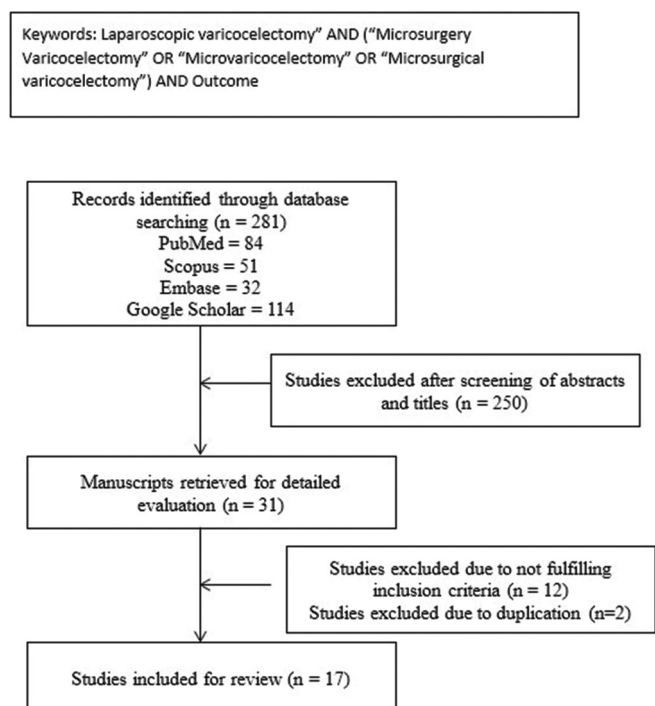 Keywords: Laparoscopic varicocelectomy” AND (“Microsurgery
Varicocelectomy” OR “Microvaricocelectomy” OR “Microsurgical
varicocelectomy”) AND Outcome
Records identified through database
searching (n = 281)
PubMed = 84
Scopus = 51
Embase = 32
Google Scholar = 114
Studies excluded after screening of abstracts
and titles (n = 250)
Manuscripts retrieved for detailed
evaluation (n = 31)
Studies excluded due to not fulfilling
inclusion criteria (n = 12)
Studies excluded due to duplication (n=2)
Studies included for review (n = 17)